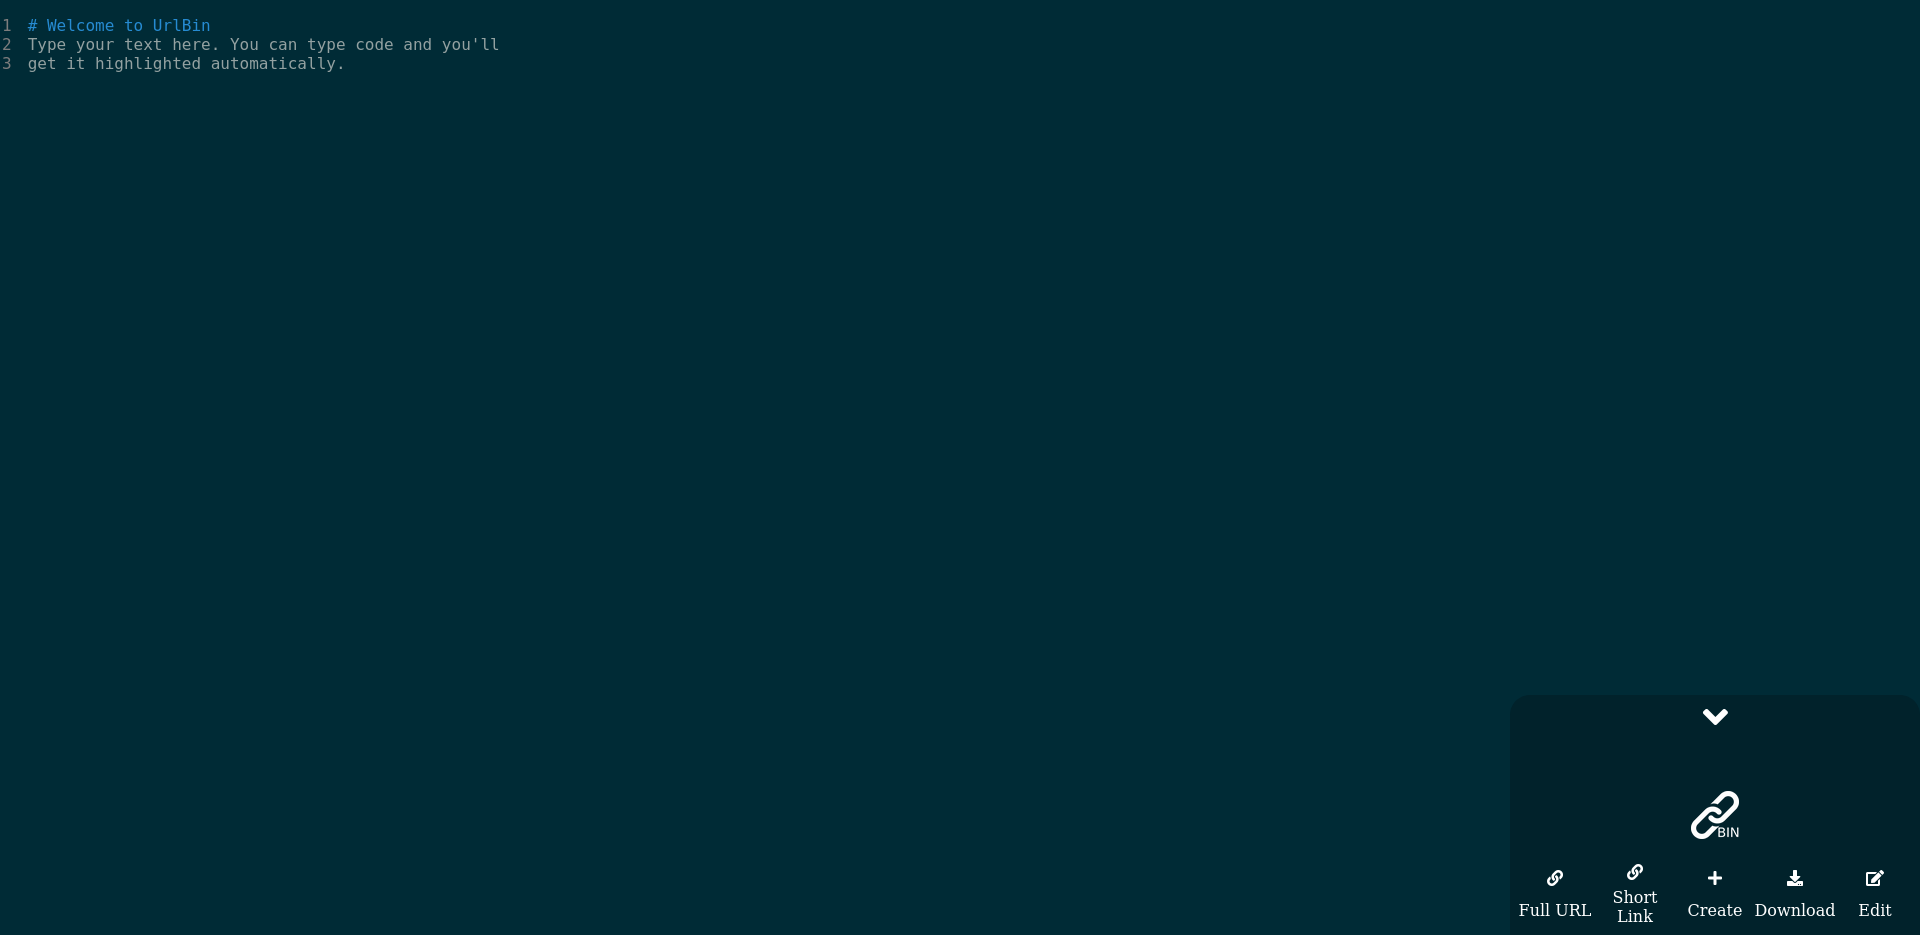 1 # Welcome to UrlBin
2 Type your text here. You can type code and you'll
3 get it highlighted automatically.
BIN
Full URL
Short
Link
Create
Download
Edit